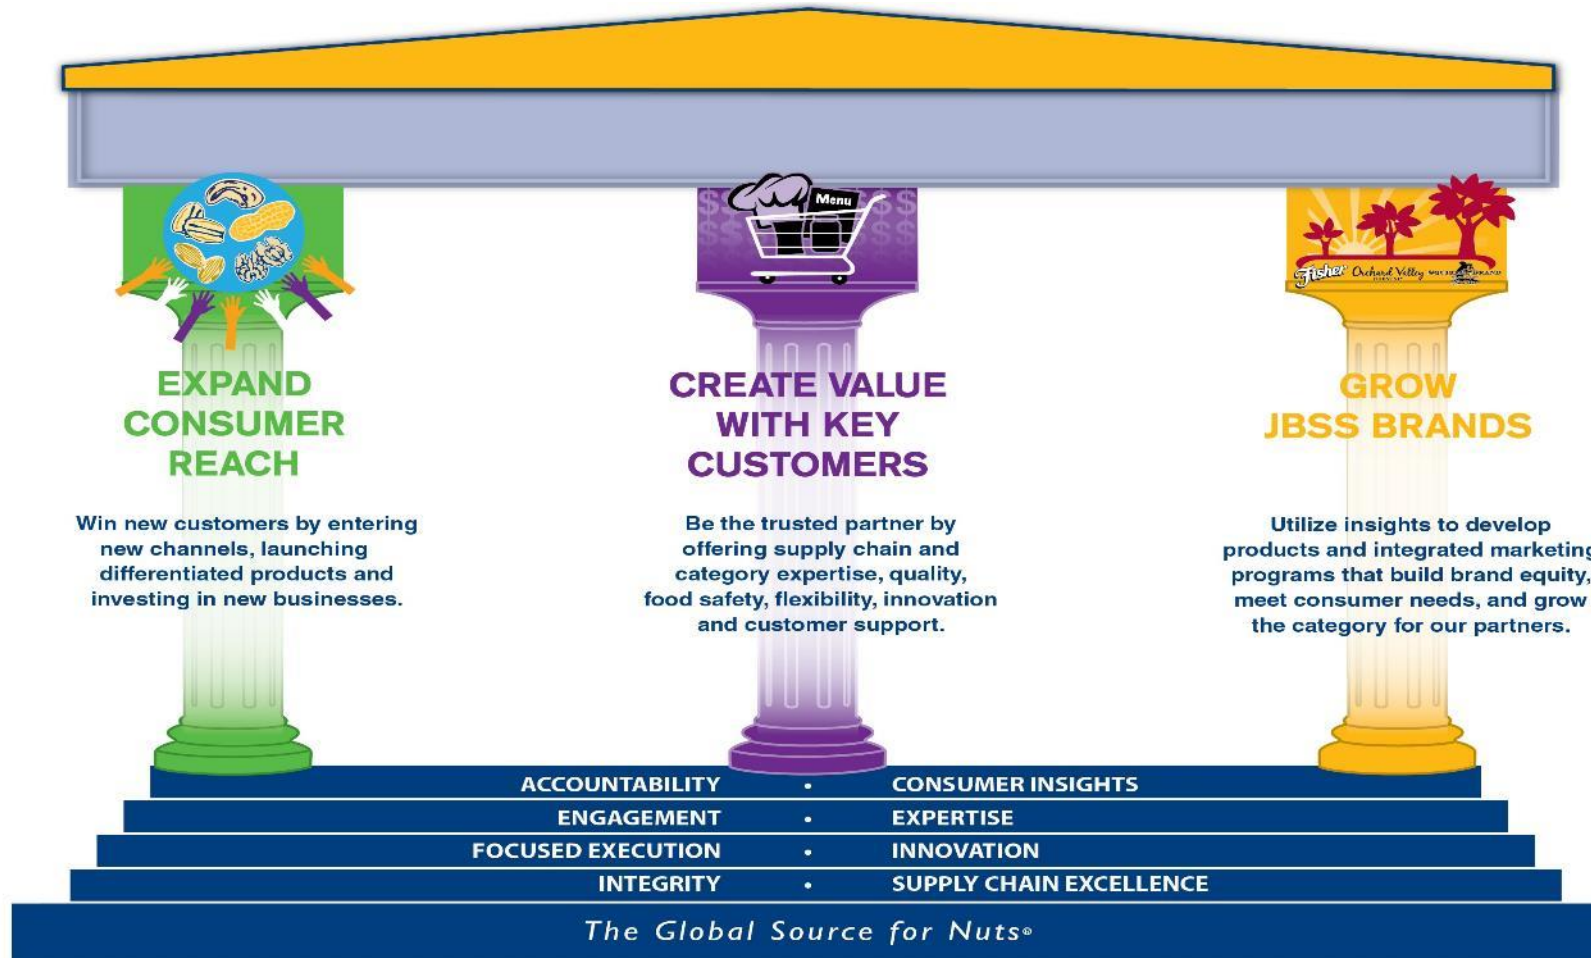 Menu
Fisher Orchard Valley
EXPAND
CONSUMER
REACH
Win new customers by entering
new channels, launching
differentiated products and
investing in new businesses.
CREATE VALUE
WITH KEY
CUSTOMERS
Be the trusted partner by
offering supply chain and
category expertise, quality,
food safety, flexibility, innovation
and customer support.
GROW
JBSS BRANDS
Utilize insights to develop
products and integrated marketing
programs that build brand equity,
meet consumer needs, and grow
the category for our partners.
ACCOUNTABILITY • CONSUMER INSIGHTS
ENGAGEMENT • EXPERTISE
FOCUSED EXECUTION • INNOVATION
INTEGRITY • SUPPLY CHAIN EXCELLENCE
The Global Source for Nuts®